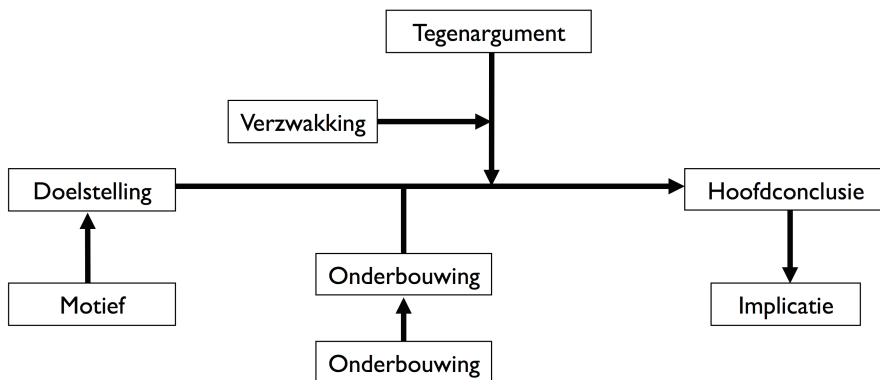 Tegenargument
Verzwakking
Doelstelling
Hoofdconclusie
Onderbouwing
Motief
Implicatie
Onderbouwing